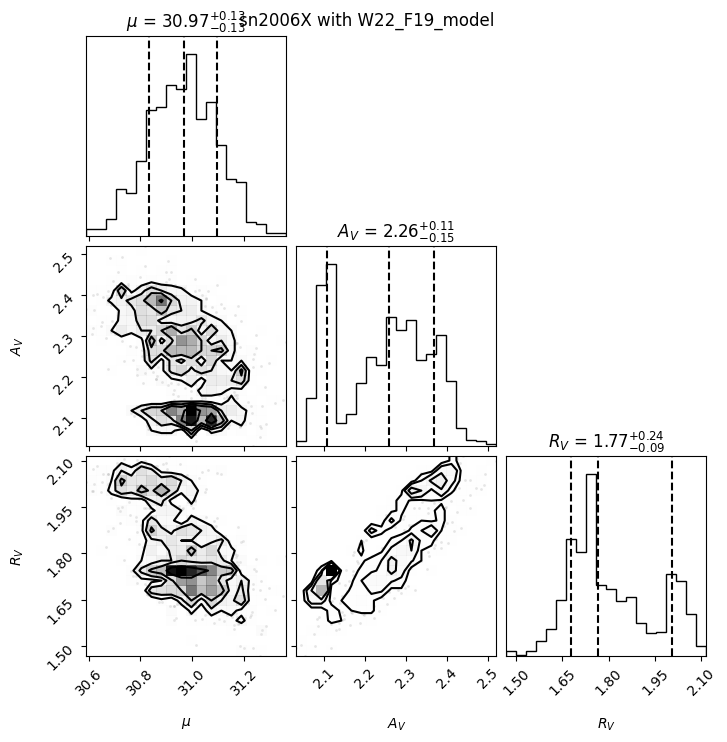 μ = 30.97+0.13−0.13
sn2006X with W22_F19_model
A_V = 2.26+0.11−0.15
2.5
2.4
2.3
2.2
2.1
A_V
R_V = 1.77+0.24−0.09
2.10
1.95
1.80
1.65
1.50
R_V
30.6 30.8 31.0 31.2
2.1 2.2 2.3 2.4 2.5
1.50 1.65 1.80 1.95 2.10
μ A_V R_V